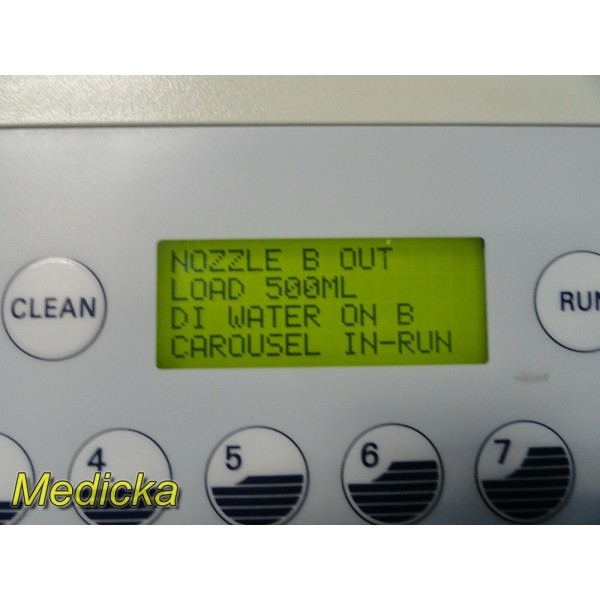 NOZZLE B OUT
LOAD 500ML
DI WATER ON B
CAROUSEL IN-RUN
CLEAN
RUN
4
5
6
7
Medicka